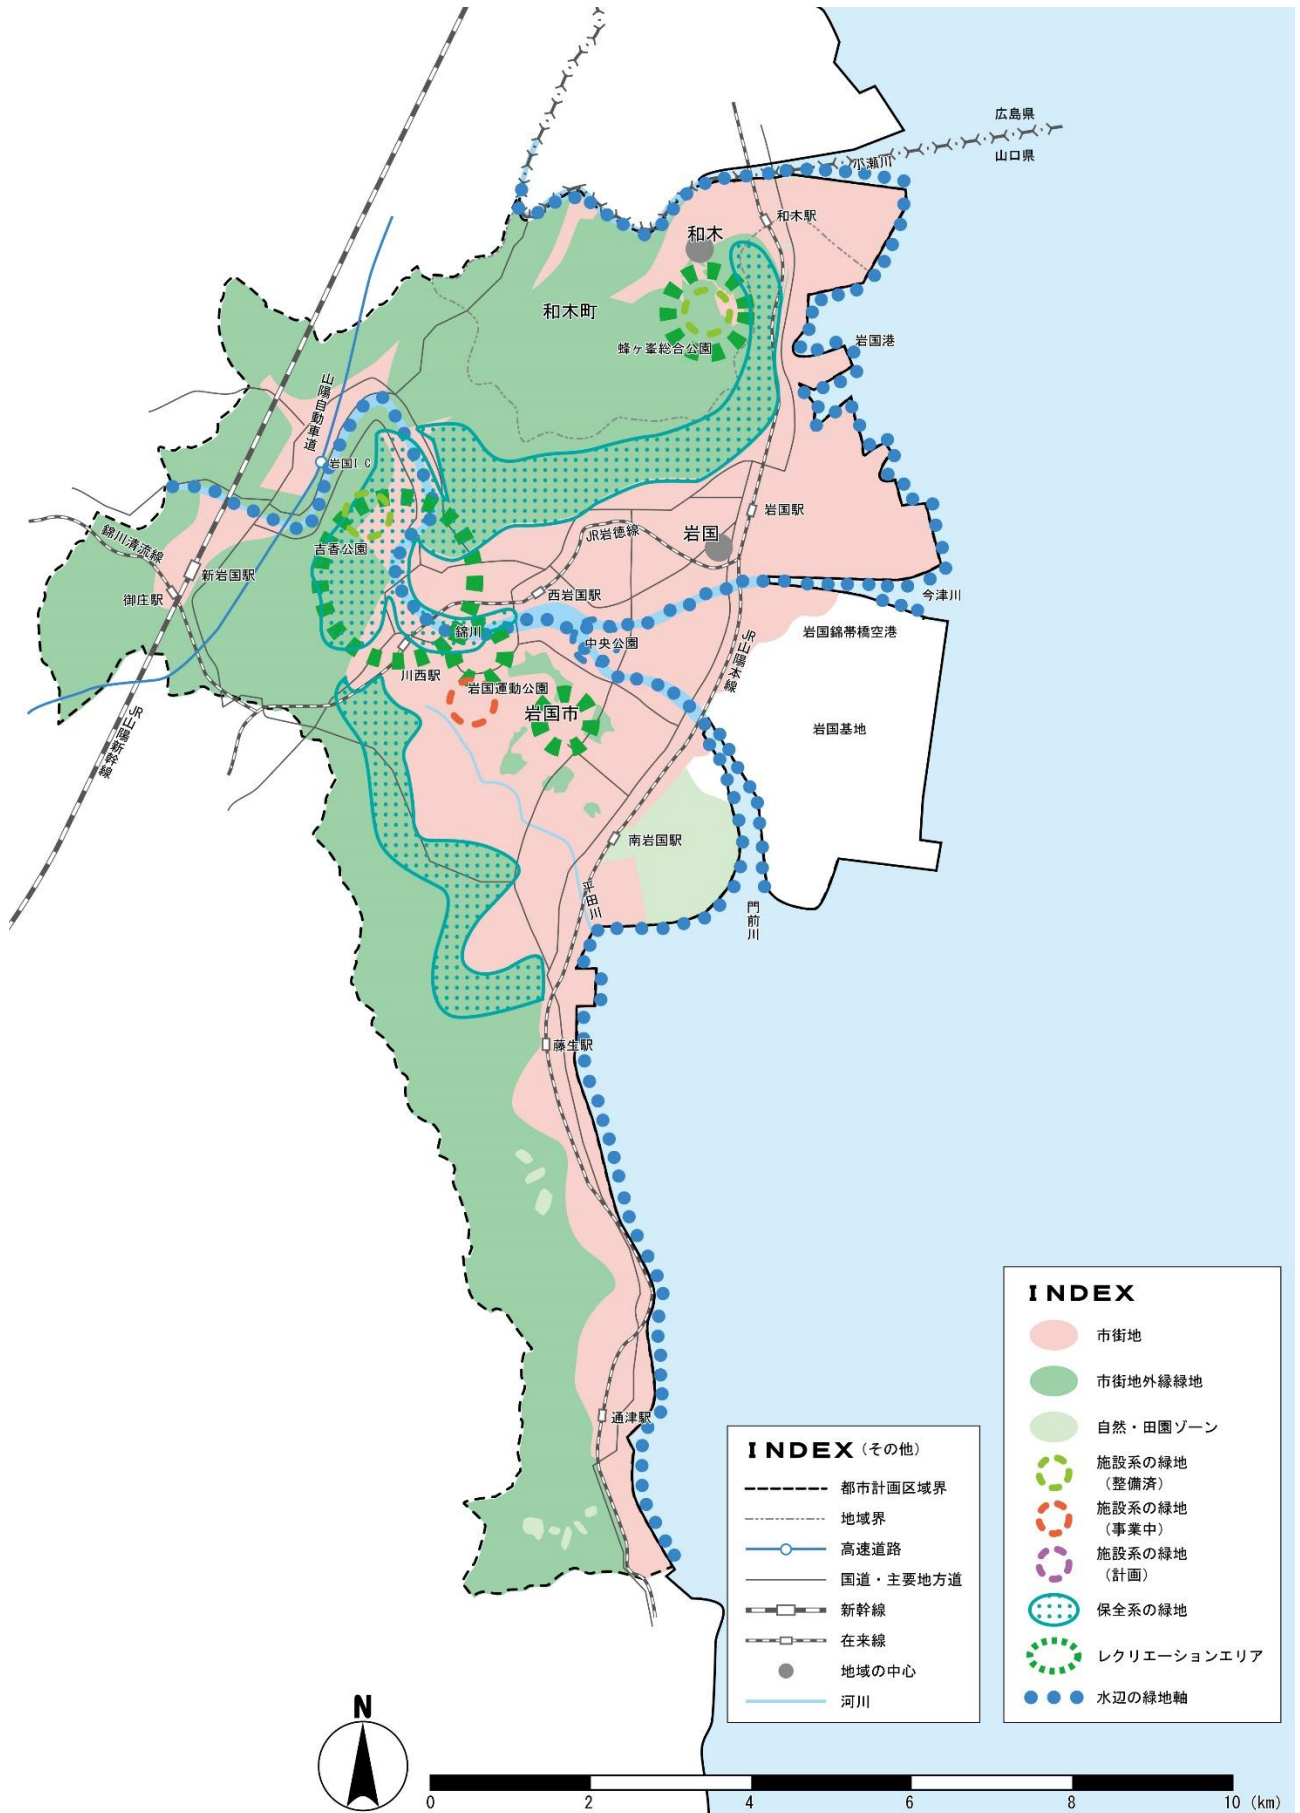 広島県
山口県
小瀬川
和木駅
和木
和木町
蜂ヶ峯総合公園
岩国港
山陽自動車道
岩国I.C
錦川清流線
吉香公園
新岩国駅
御庄駅
JR岩徳線
岩国
岩国駅
西岩国駅
今津川
錦川
中央公園
岩国錦帯橋空港
川西駅
岩国運動公園
岩国市
JR山陽本線
岩国基地
JR山陽新幹線
南岩国駅
平田川
門前川
藤生駅
通津駅
INDEX
市街地
市街地外縁緑地
自然・田園ゾーン
施設系の緑地
(整備済)
施設系の緑地
(事業中)
施設系の緑地
(計画)
保全系の緑地
レクリエーションエリア
水辺の緑地軸
INDEX(その他)
都市計画区域界
地域界
高速道路
国道・主要地方道
新幹線
在来線
地域の中心
河川
N
0 2 4 6 8 10 (km)